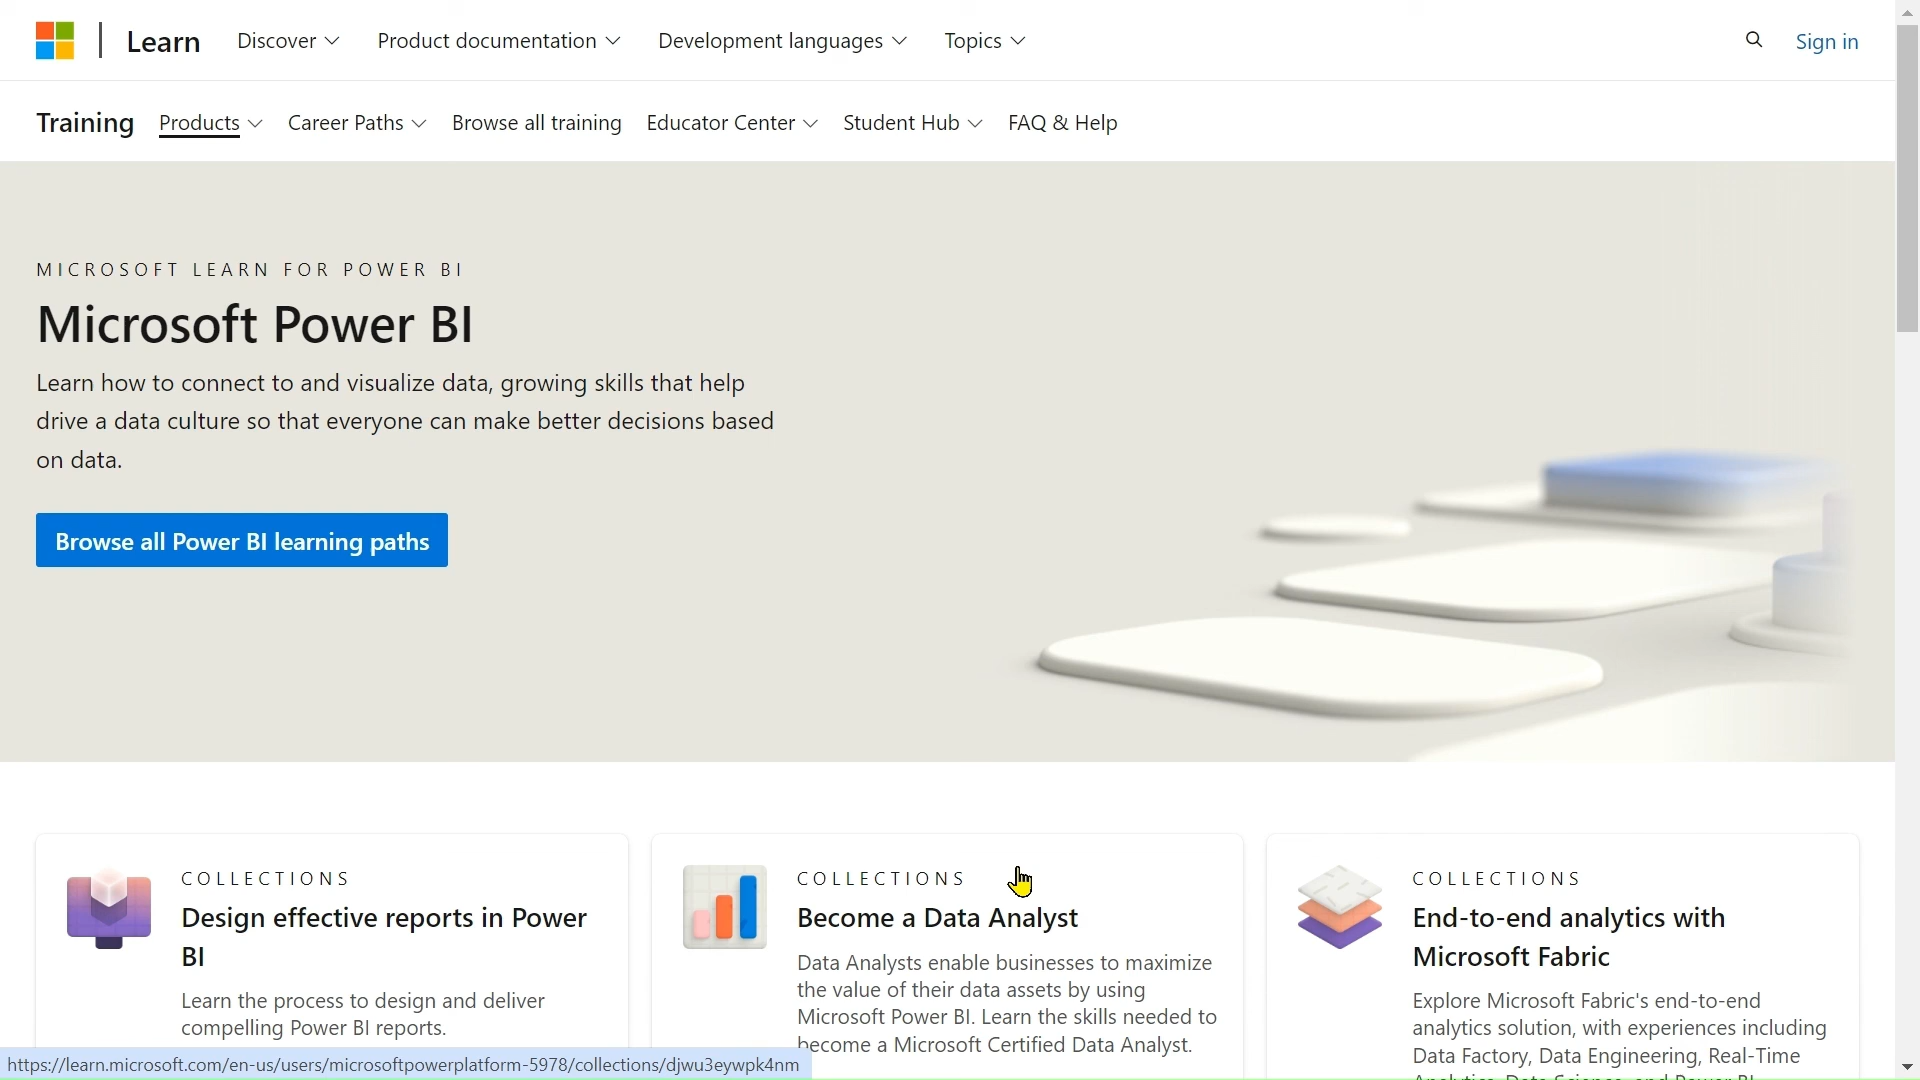 Learn Discover Product documentation Development languages Topics Sign in
Training Products Career Paths Browse all training Educator Center Student Hub FAQ & Help
MICROSOFT LEARN FOR POWER BI
Microsoft Power BI
Learn how to connect to and visualize data, growing skills that help
drive a data culture so that everyone can make better decisions based
on data.
Browse all Power BI learning paths
COLLECTIONS
Design effective reports in Power
BI
Learn the process to design and deliver
compelling Power BI reports.
COLLECTIONS
Become a Data Analyst
Data Analysts enable businesses to maximize
the value of their data assets by using
Microsoft Power BI. Learn the skills needed to
become a Microsoft Certified Data Analyst.
COLLECTIONS
End-to-end analytics with
Microsoft Fabric
Explore Microsoft Fabric's end-to-end
analytics solution, with experiences including
Data Factory, Data Engineering, Real-Time
https://learn.microsoft.com/en-us/users/microsoftpowerplatform-5978/collections/djwu3eywpk4nm